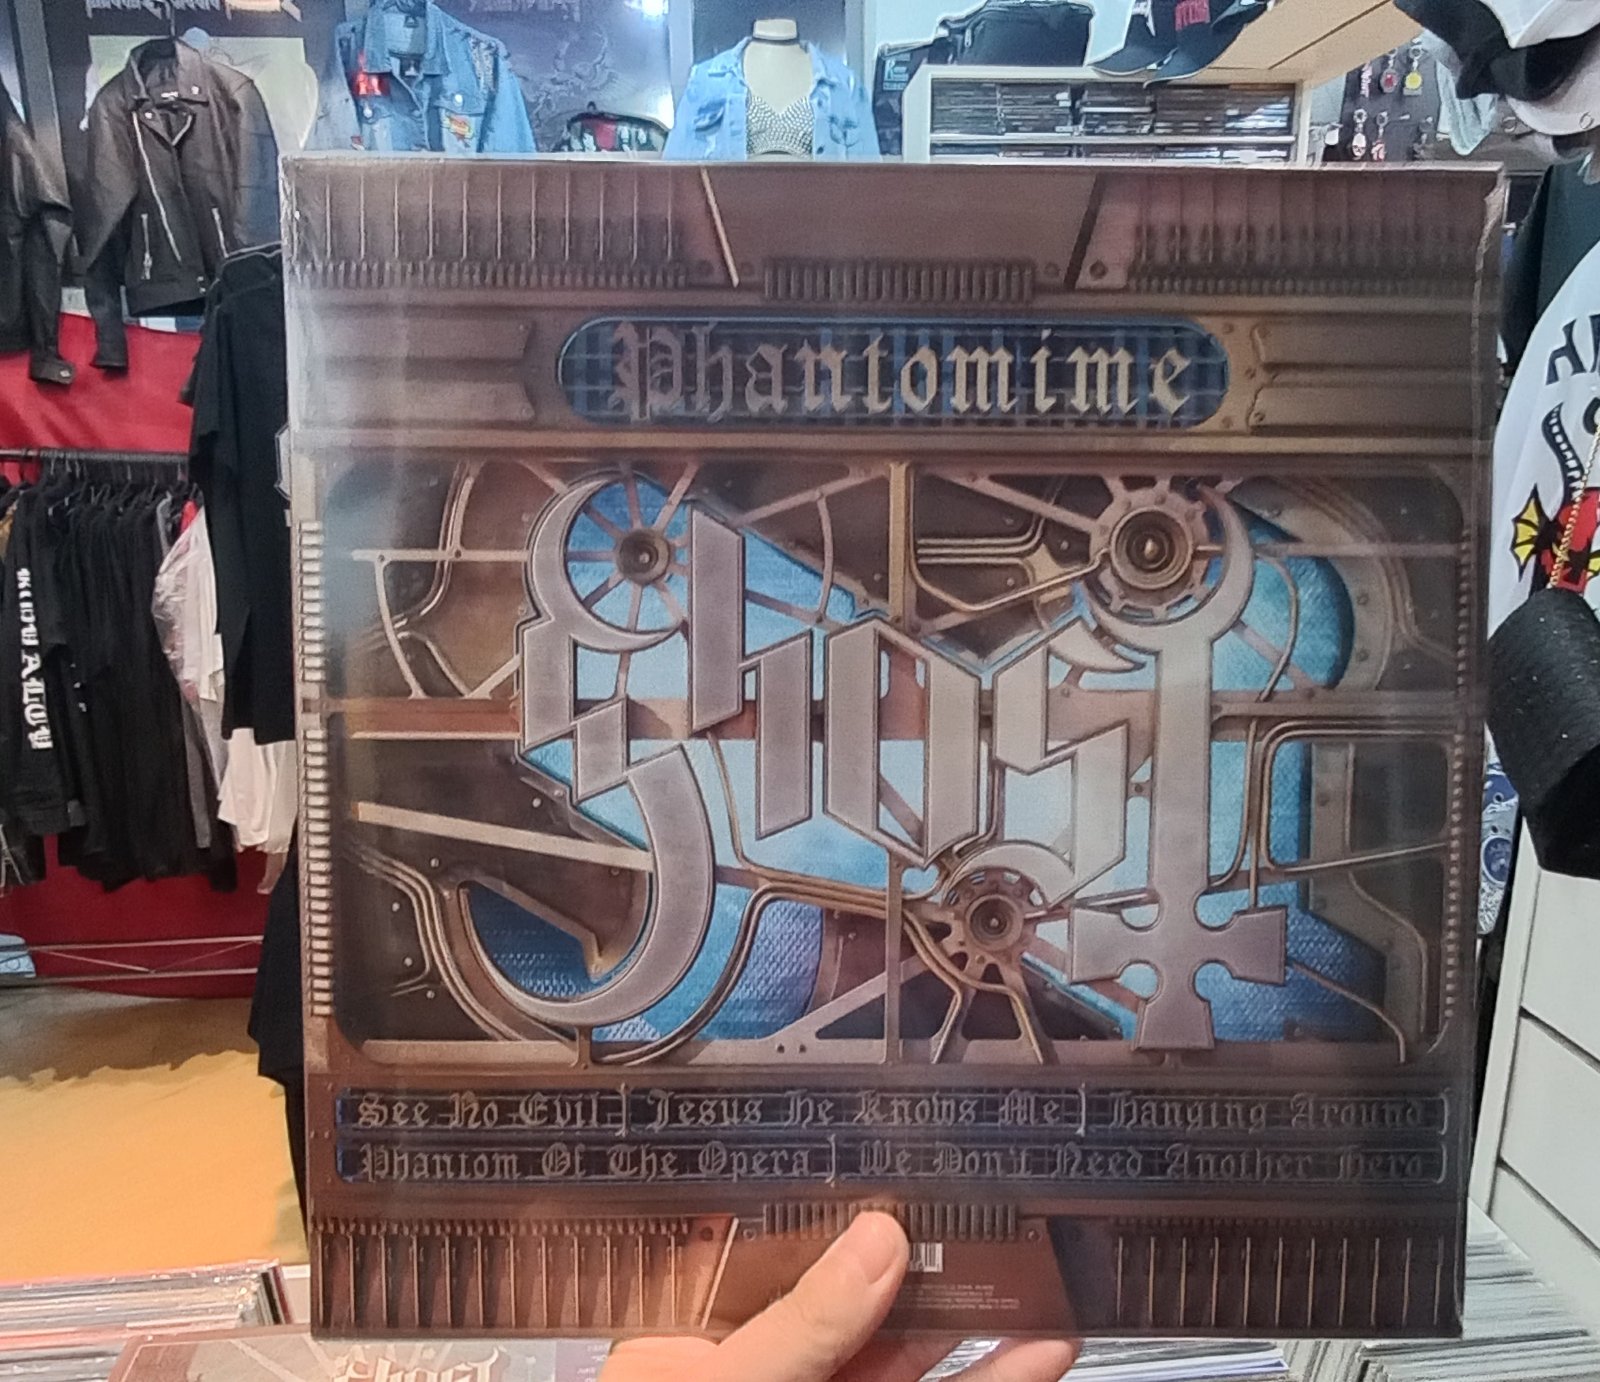 Phantomime
Ghost
See No Evil] Jesus He Knows Me] Hanging Around
Phantom Of The Opera] We Don't Need Another Hero
Ghost